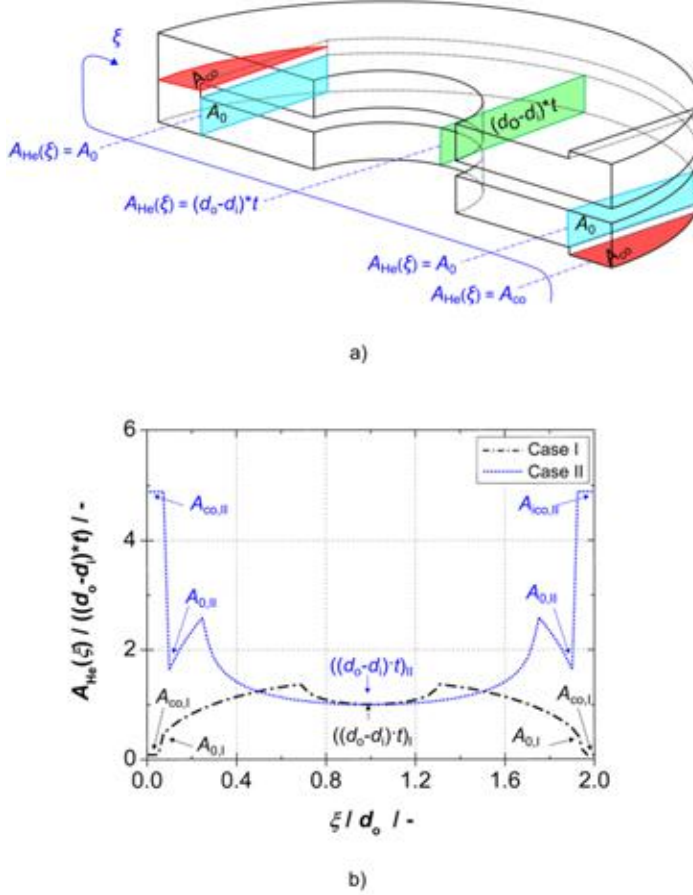 ξ
A_co
A_0
(d_o-d_i)*t
A_He(ξ) = A_0
A_He(ξ) = (d_o-d_i)*t
A_0
A_He(ξ) = A_0
A_co
A_He(ξ) = A_co
a)
A_He(ξ) / ((d_o-d_i)*t) / -
6
4
2
0
Case I
Case II
A_co,II
A_ico,II
A_0,II
A_0,II
((d_o-d_i)·t)_II
A_co,I
A_co,I
A_0,I
((d_o-d_i)·t)_I
A_0,I
0.0 0.4 0.8 1.2 1.6 2.0
ξ / d_o / -
b)